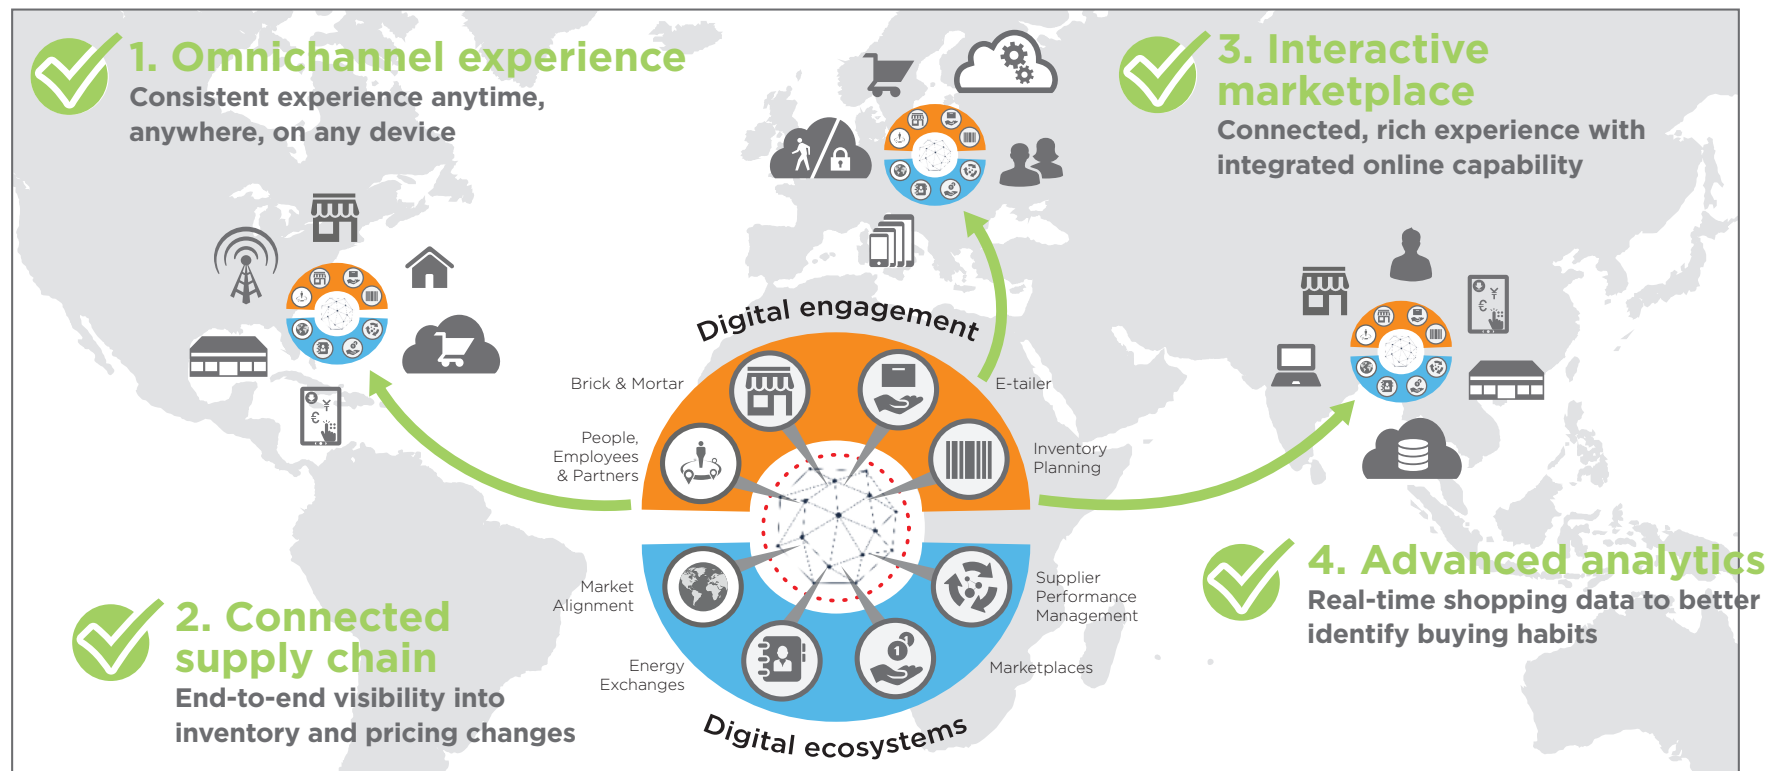 1. Omnichannel experience
Consistent experience anytime,
anywhere, on any device
3. Interactive
marketplace
Connected, rich experience with
integrated online capability
Digital engagement
Brick & Mortar
E-tailer
People,
Employees
& Partners
Inventory
Planning
Market
Alignment
Supplier
Performance
Management
Energy
Exchanges
Marketplaces
Digital ecosystems
2. Connected
supply chain
End-to-end visibility into
inventory and pricing changes
4. Advanced analytics
Real-time shopping data to better
identify buying habits